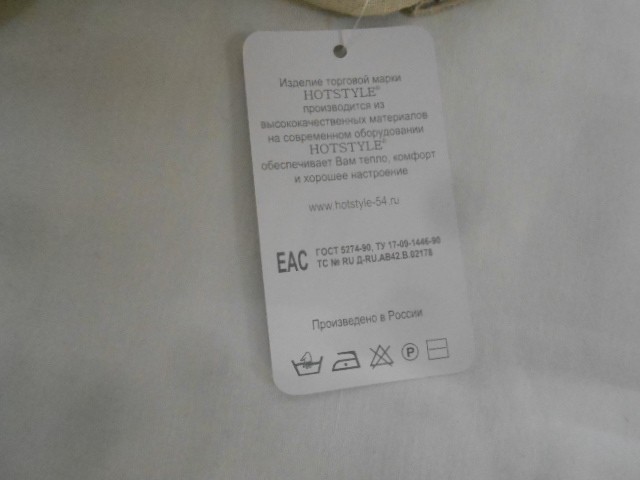 Изделие торговой марки
HOTSTYLE®
производится из
высококачественных материалов
на современном оборудовании
HOTSTYLE®
обеспечивает Вам тепло, комфорт
и хорошее настроение
www.hotstyle-54.ru
EAC
ГОСТ 5274-90, ТУ 17-09-1446-90
ТС № RU Д-RU.АВ42.В.02178
Произведено в России
P